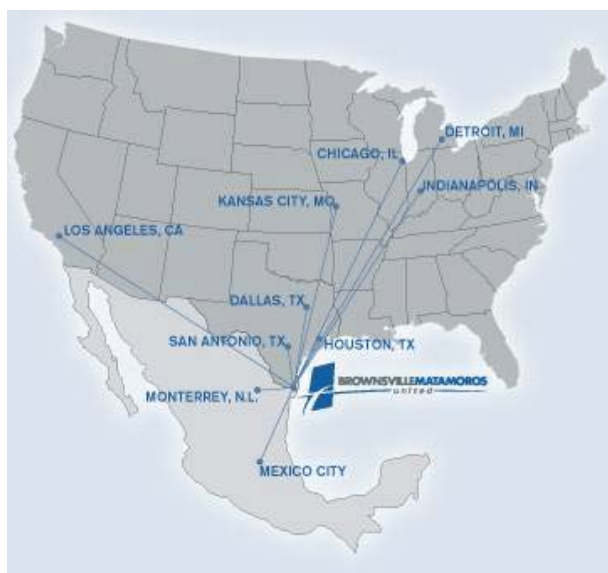 DETROIT, MI
CHICAGO, IL
INDIANAPOLIS, IN
KANSAS CITY, MO
LOS ANGELES, CA
DALLAS, TX
SAN ANTONIO, TX
HOUSTON, TX
BROWNSVILLEMATAMOROS
united
MONTERREY, N.L.
MEXICO CITY